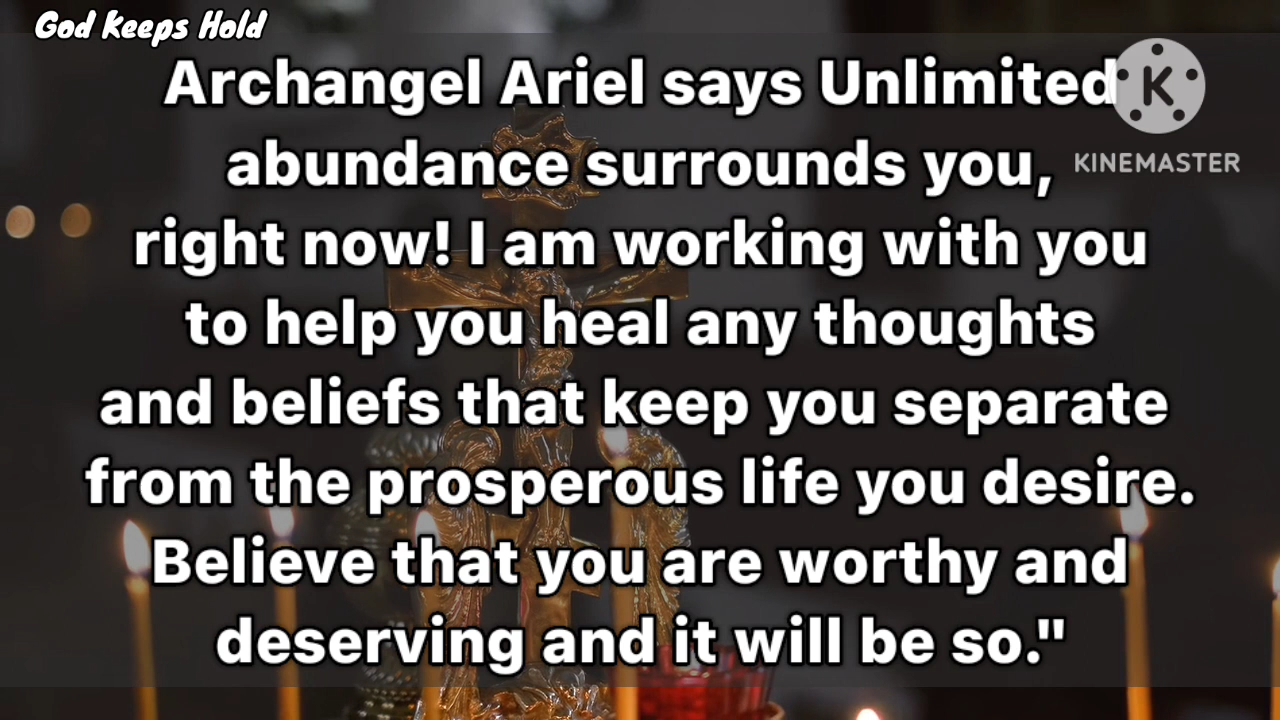 God Keeps Hold
Archangel Ariel says Unlimited
K
KINEMASTER
abundance surrounds you,
right now! I am working with you
to help you heal any thoughts
and beliefs that keep you separate
from the prosperous life you desire.
Believe that you are worthy and
deserving and it will be so."